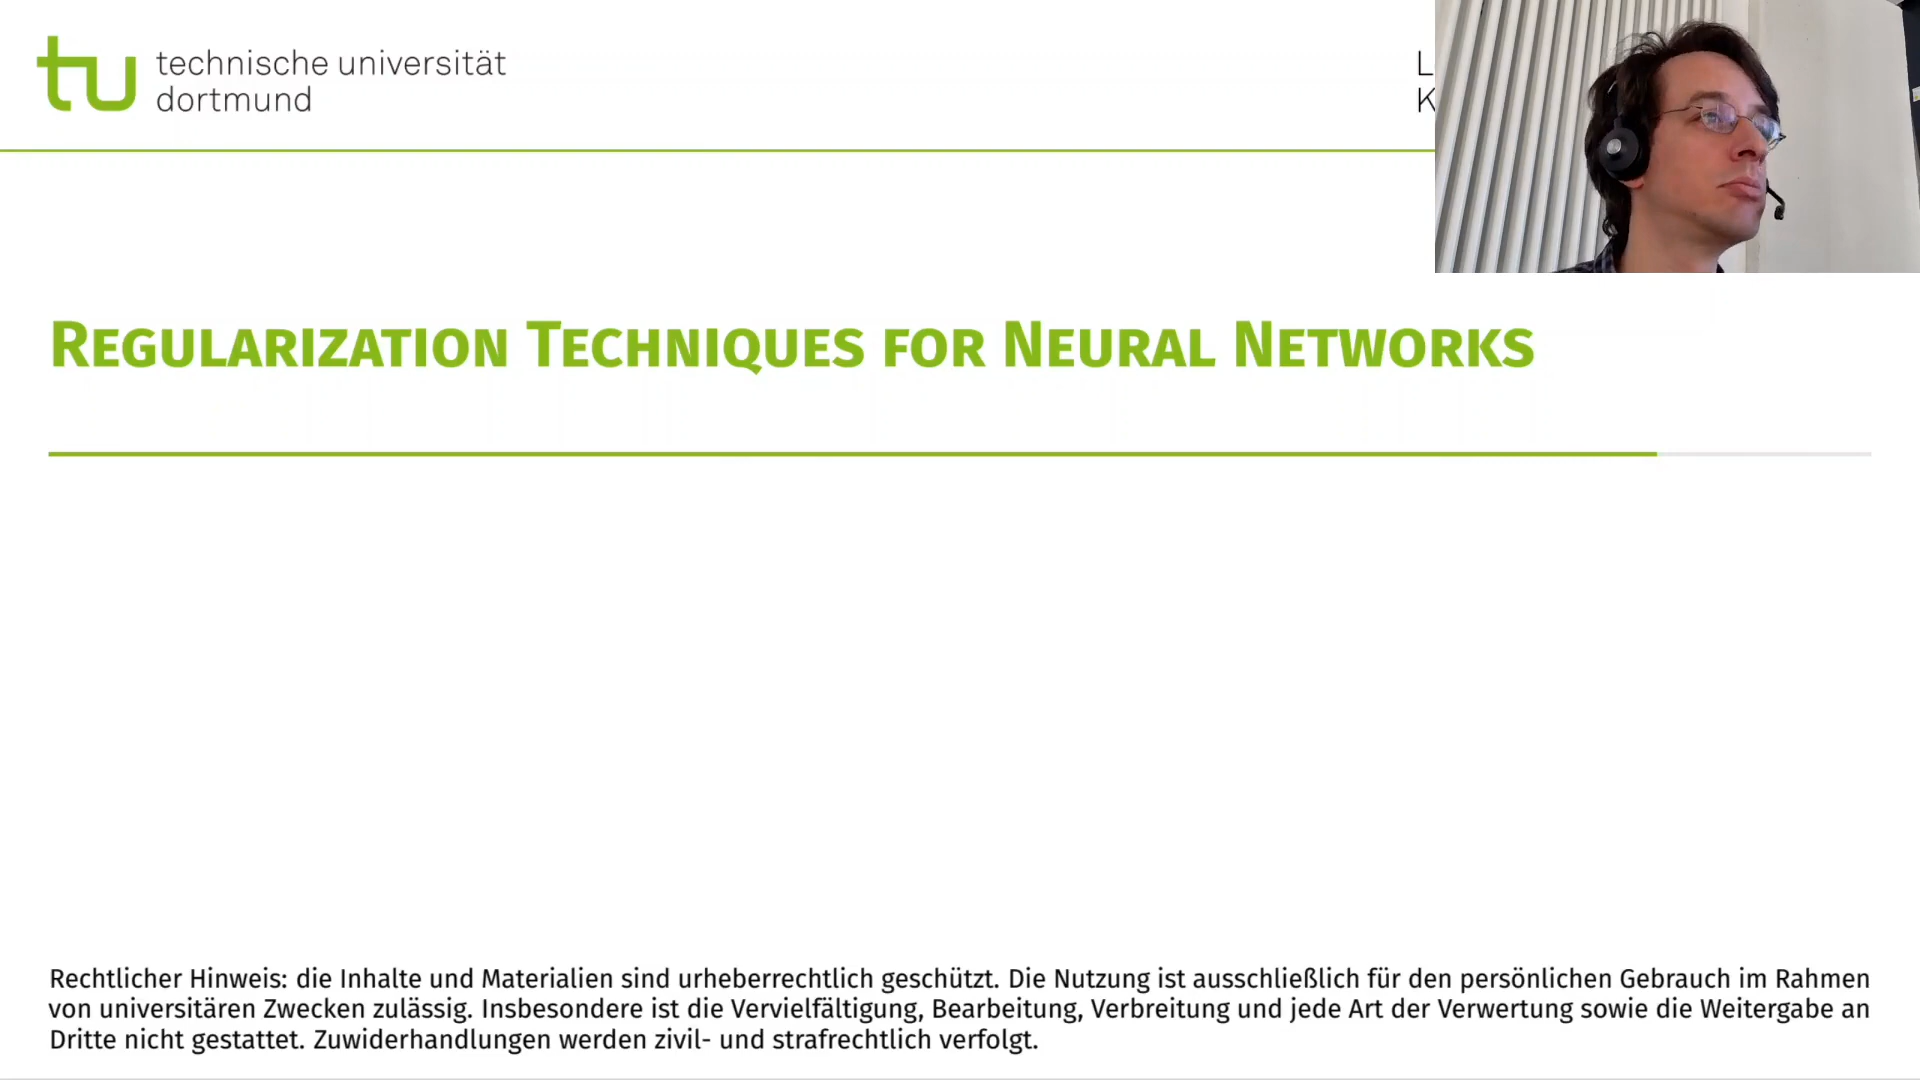 technische universität
dortmund
L
K
Regularization Techniques for Neural Networks
Rechtlicher Hinweis: die Inhalte und Materialien sind urheberrechtlich geschützt. Die Nutzung ist ausschließlich für den persönlichen Gebrauch im Rahmen
von universitären Zwecken zulässig. Insbesondere ist die Vervielfältigung, Bearbeitung, Verbreitung und jede Art der Verwertung sowie die Weitergabe an
Dritte nicht gestattet. Zuwiderhandlungen werden zivil- und strafrechtlich verfolgt.